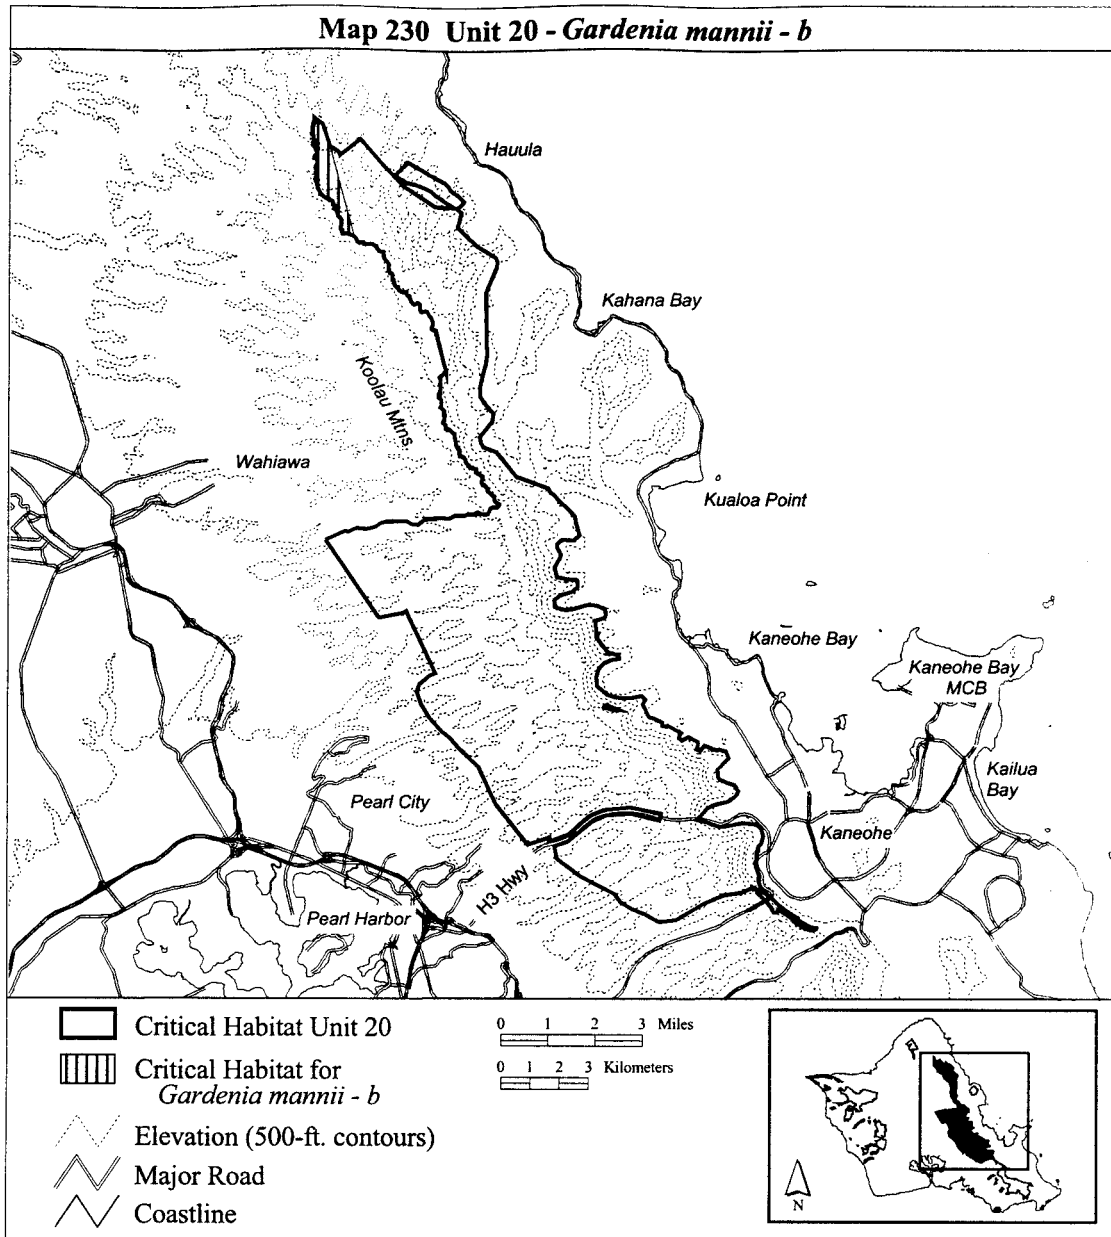 Map 230 Unit 20 - Gardenia mannii - b
Hauula
Kahana Bay
Koolau Mtns.
Wahiawa
Kualoa Point
Kaneohe Bay
Kaneohe Bay
MCB
Kailua
Bay
Pearl City
Kaneohe
H3 Hwy
Pearl Harbor
Critical Habitat Unit 20
Critical Habitat for
Gardenia mannii - b
Elevation (500-ft. contours)
Major Road
Coastline
0 1 2 3 Miles
0 1 2 3 Kilometers
N